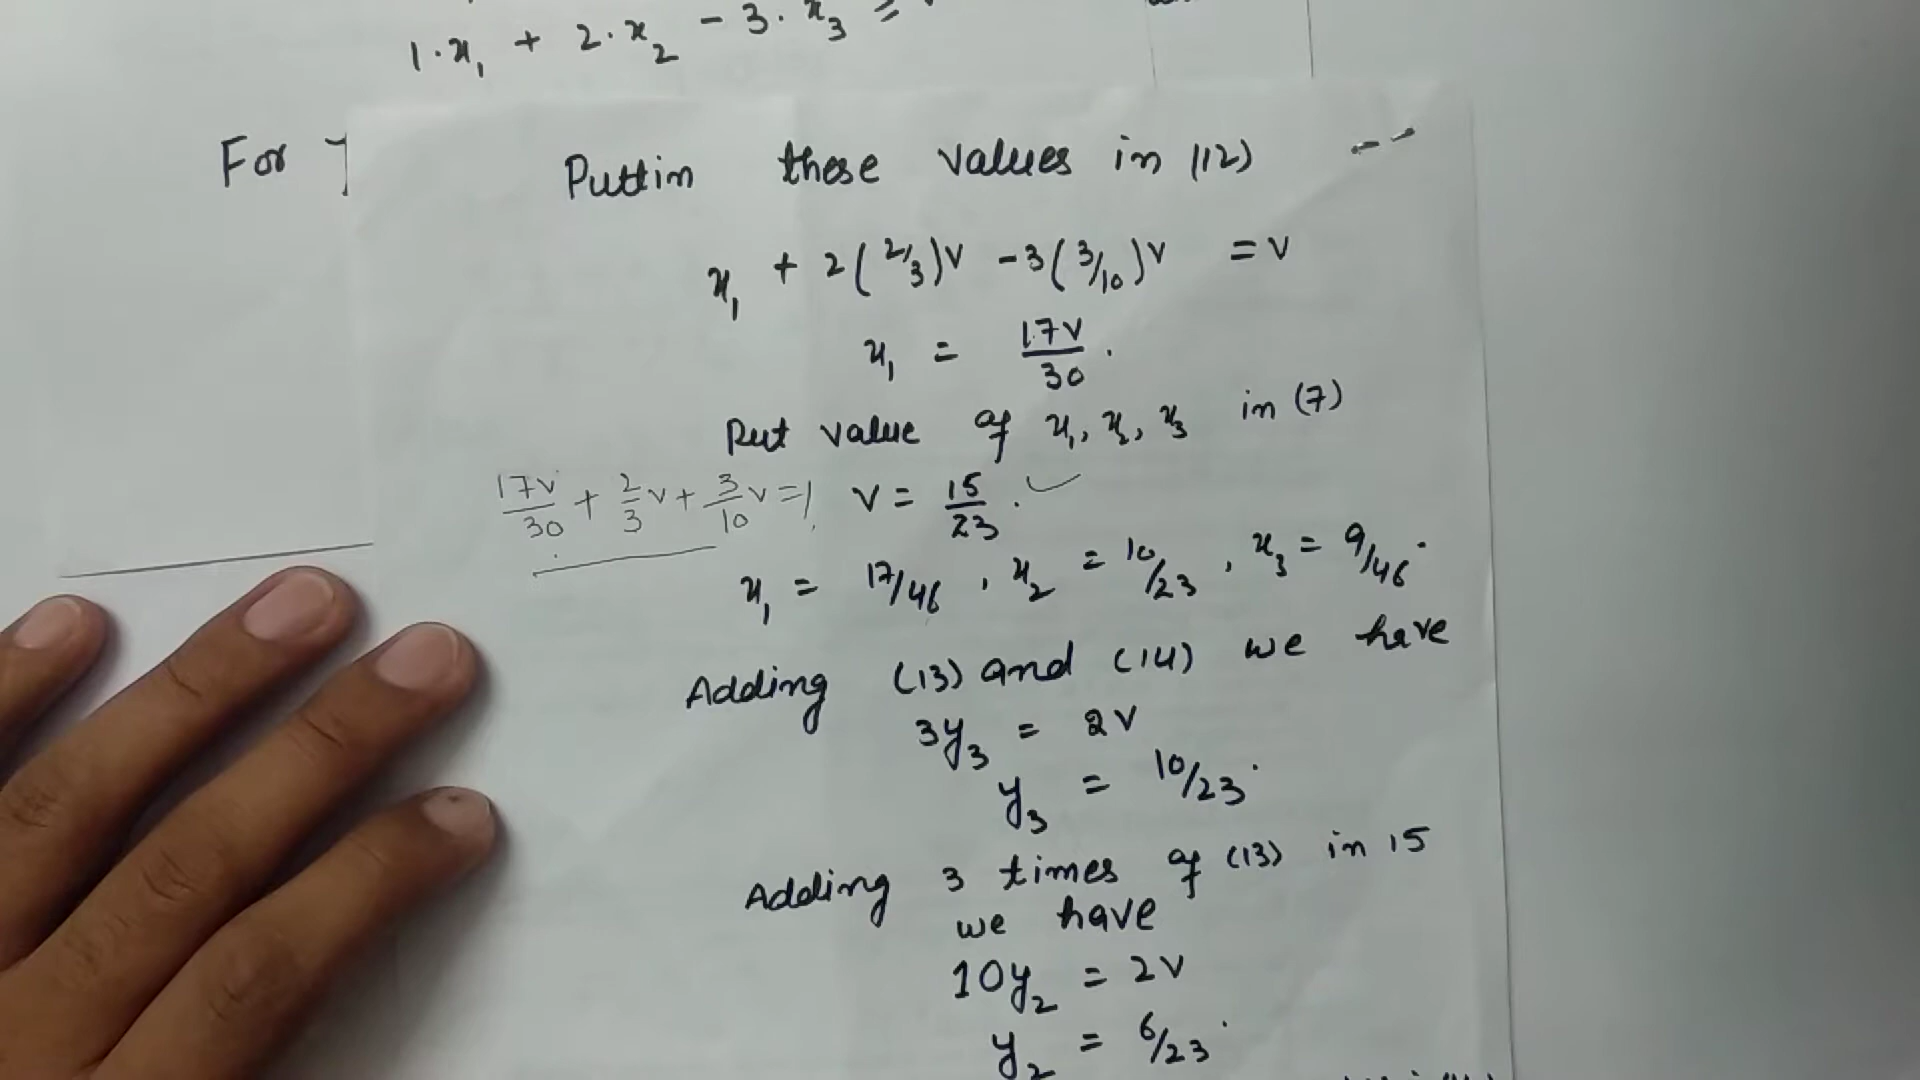 1·x₁ + 2·x₂ - 3·x₃ =
For
Puttin these values in (12)
x₁ + 2(2/3)v - 3(3/10)v = v
x₁ = 17v/30.
Put value of x₁, x₂, x₃ in (7)
17v/30 + 2/3 v + 3/10 v = 1, v = 15/23.
x₁ = 17/46, x₂ = 10/23, x₃ = 9/46.
Adding (13) and (14) we have
3y₃ = 2v
y₃ = 10/23.
Adding 3 times of (13) in 15
we have
10y₂ = 2v
y₂ = 6/23.